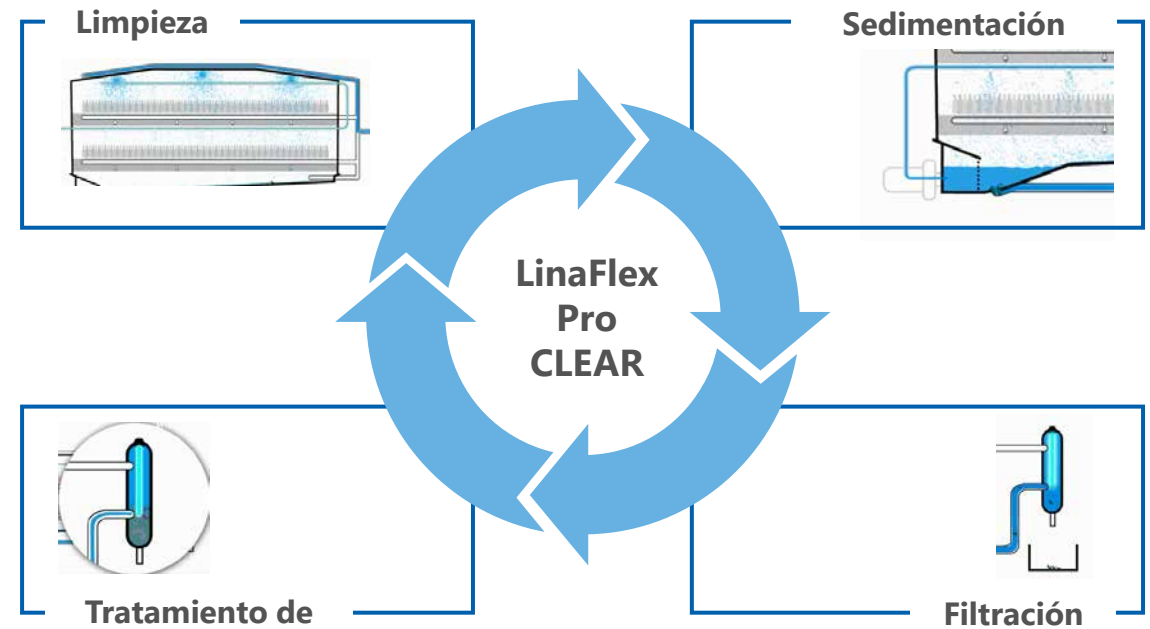 Limpieza
Sedimentación
LinaFlex
Pro
CLEAR
Tratamiento de
Filtración